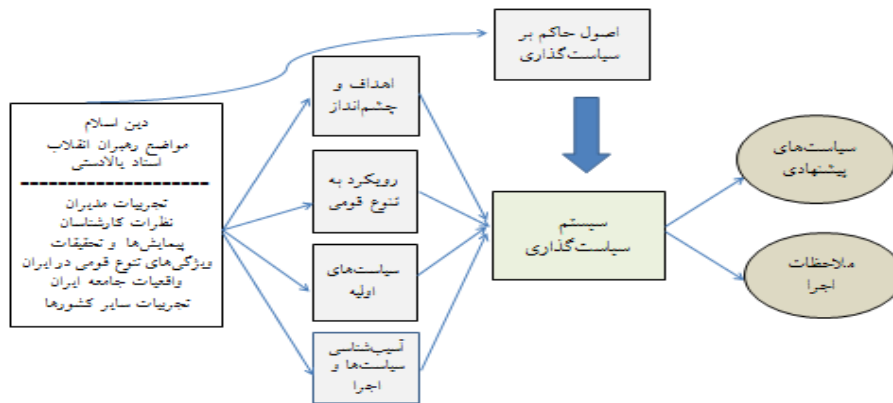 اصول حاکم بر
سیاست‌گذاری
اهداف و
چشم‌انداز
دین اسلام
مواضع رهبران انقلاب
اسناد بالادستی
--------------------
تجربیات مدیران
نظرات کارشناسان
پیمایش‌ها و تحقیقات
ویژگی‌های تنوع قومی در ایران
واقعیات جامعه ایران
تجربیات سایر کشورها
رویکرد به
تنوع قومی
سیاست‌های
اولیه
آسیب‌شناسی
سیاست‌ها و
اجرا
سیستم
سیاست‌گذاری
سیاست‌های
پیشنهادی
ملاحظات
اجرا